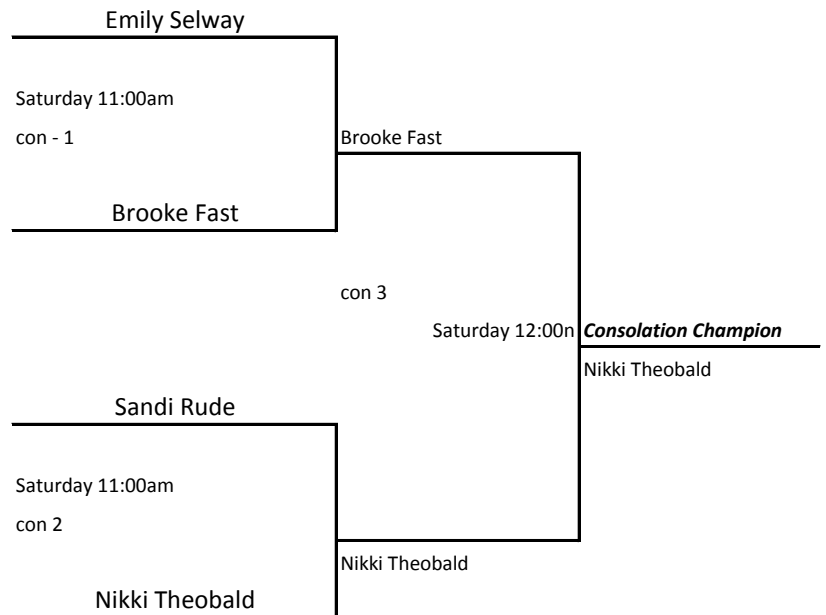 Emily Selway
Saturday 11:00am
con - 1
Brooke Fast
Brooke Fast
con 3
Saturday 12:00n
Consolation Champion
Nikki Theobald
Sandi Rude
Saturday 11:00am
con 2
Nikki Theobald
Nikki Theobald